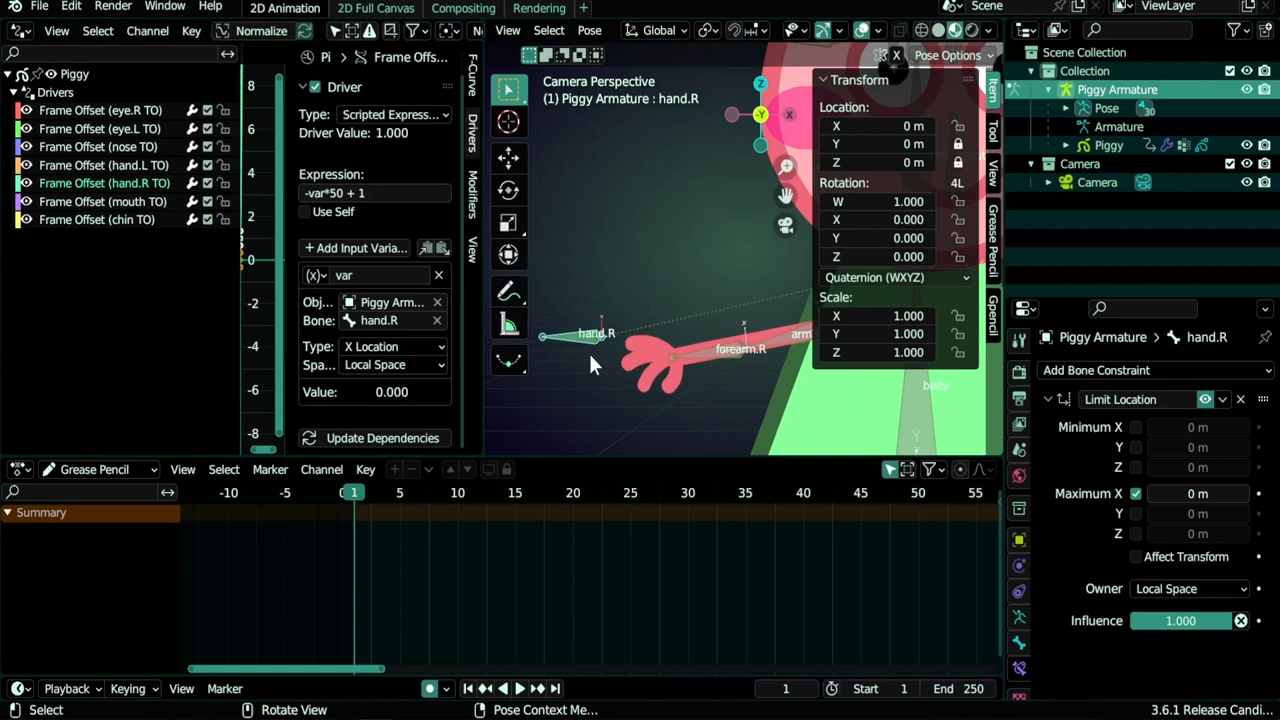 File Edit Render Window Help 2D Animation 2D Full Canvas Compositing Rendering + Scene ViewLayer
View Select Channel Key Normalize
View Select Pose Global
Piggy
Drivers
Frame Offset (eye.R TO)
Frame Offset (eye.L TO)
Frame Offset (nose TO)
Frame Offset (hand.L TO)
Frame Offset (hand.R TO)
Frame Offset (mouth TO)
Frame Offset (chin TO)
8
6
4
2
0
-2
-4
-6
-8
Pi Frame Offs...
Driver
Type: Scripted Express...
Driver Value: 1.000
Expression:
-var*50 + 1
Use Self
+ Add Input Varia...
(x) var
Obj... Piggy Arm...
Bone: hand.R
Type: X Location
Spa... Local Space
Value: 0.000
Update Dependencies
F-Curve
Drivers
Modifiers
View
X Pose Options
Camera Perspective
(1) Piggy Armature : hand.R
Z
-Y
X
hand.R
forearm.R
arm
body
Y
Transform
Location:
X 0 m
Y 0 m
Z 0 m
Rotation: 4L
W 1.000
X 0.000
Y 0.000
Z 0.000
Quaternion (WXYZ)
Scale:
X 1.000
Y 1.000
Z 1.000
Item
Tool
View
Grease Pencil
Gpencil
Scene Collection
Collection
Piggy Armature
Pose 30
Armature
Piggy
Camera
Camera
Piggy Armature > hand.R
Add Bone Constraint
Limit Location
Minimum X 0 m
Y 0 m
Z 0 m
Maximum X 0 m
Y 0 m
Z 0 m
Affect Transform
Owner Local Space
Influence 1.000
Grease Pencil View Select Marker Channel Key
-10 -5 0 1 5 10 15 20 25 30 35 40 45 50 55
Summary
Playback Keying View Marker 1 Start 1 End 250
Select Rotate View Pose Context Me... 3.6.1 Release Candi...